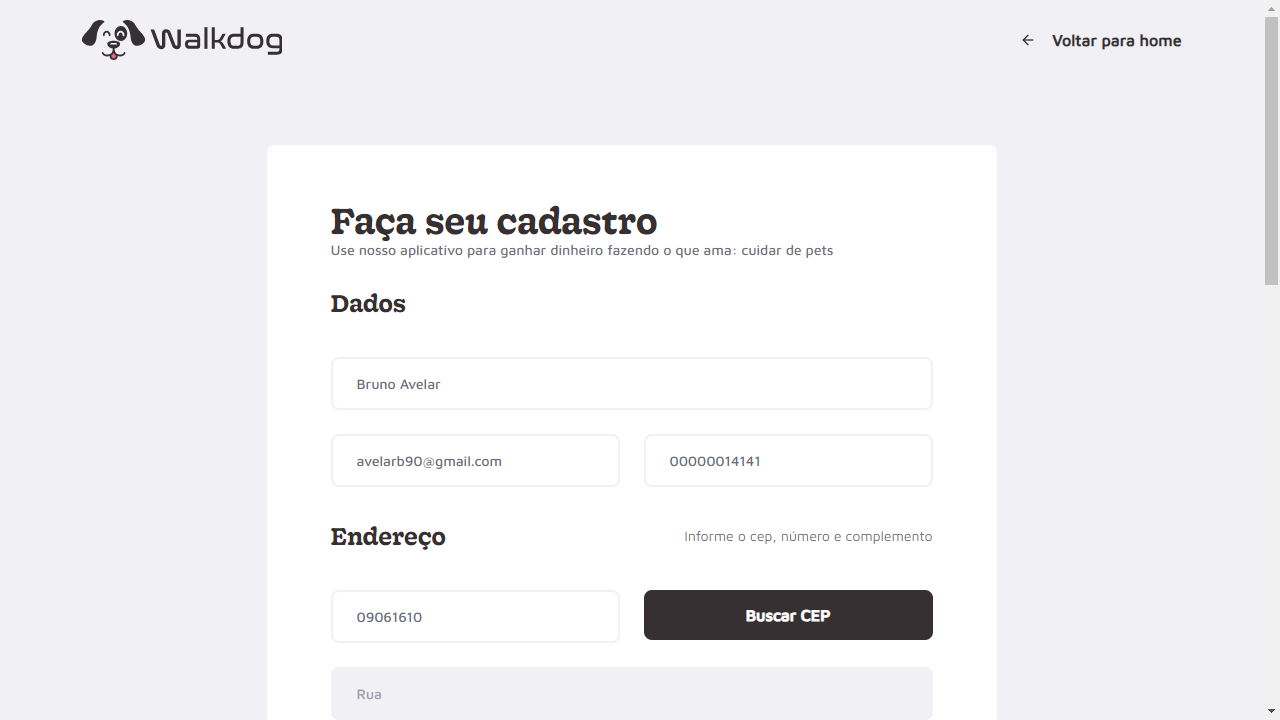 Walkdog
Voltar para home
Faça seu cadastro
Use nosso aplicativo para ganhar dinheiro fazendo o que ama: cuidar de pets
Dados
Bruno Avelar
avelarb90@gmail.com
00000014141
Endereço
Informe o cep, número e complemento
09061610
Buscar CEP
Rua